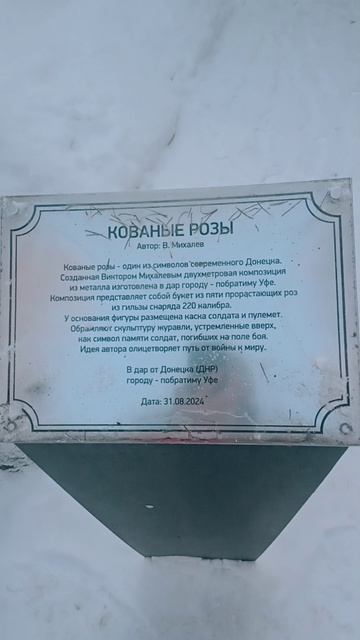 КОВАНЫЕ РОЗЫ
Автор: В. Михалев
Кованые розы - один из символов современного Донецка.
Созданная Виктором Михалевым двухметровая композиция
из металла изготовлена в дар городу - побратиму Уфе.
Композиция представляет собой букет из пяти прорастающих роз
из гильзы снаряда 220 калибра.
У основания фигуры размещена каска солдата и пулемет.
Обрамляют скульптуру журавли, устремленные вверх,
как символ памяти солдат, погибших на поле боя.
Идея автора олицетворяет путь от войны к миру.
В дар от Донецка (ДНР)
городу - побратиму Уфе
Дата: 31.08.2024